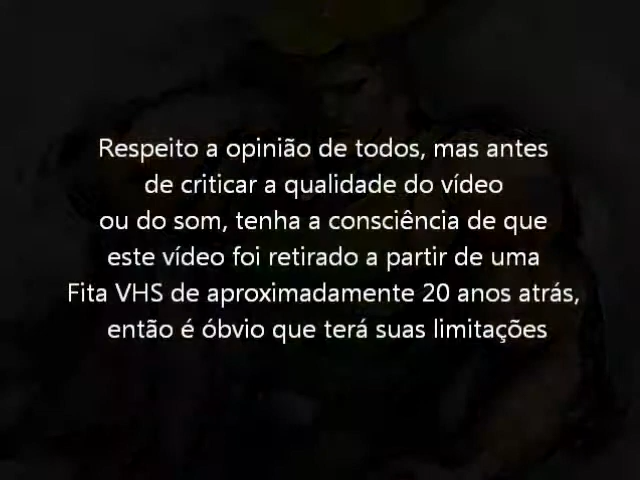 Respeito a opinião de todos, mas antes
de criticar a qualidade do vídeo
ou do som, tenha a consciência de que
este vídeo foi retirado a partir de uma
Fita VHS de aproximadamente 20 anos atrás,
então é óbvio que terá suas limitações